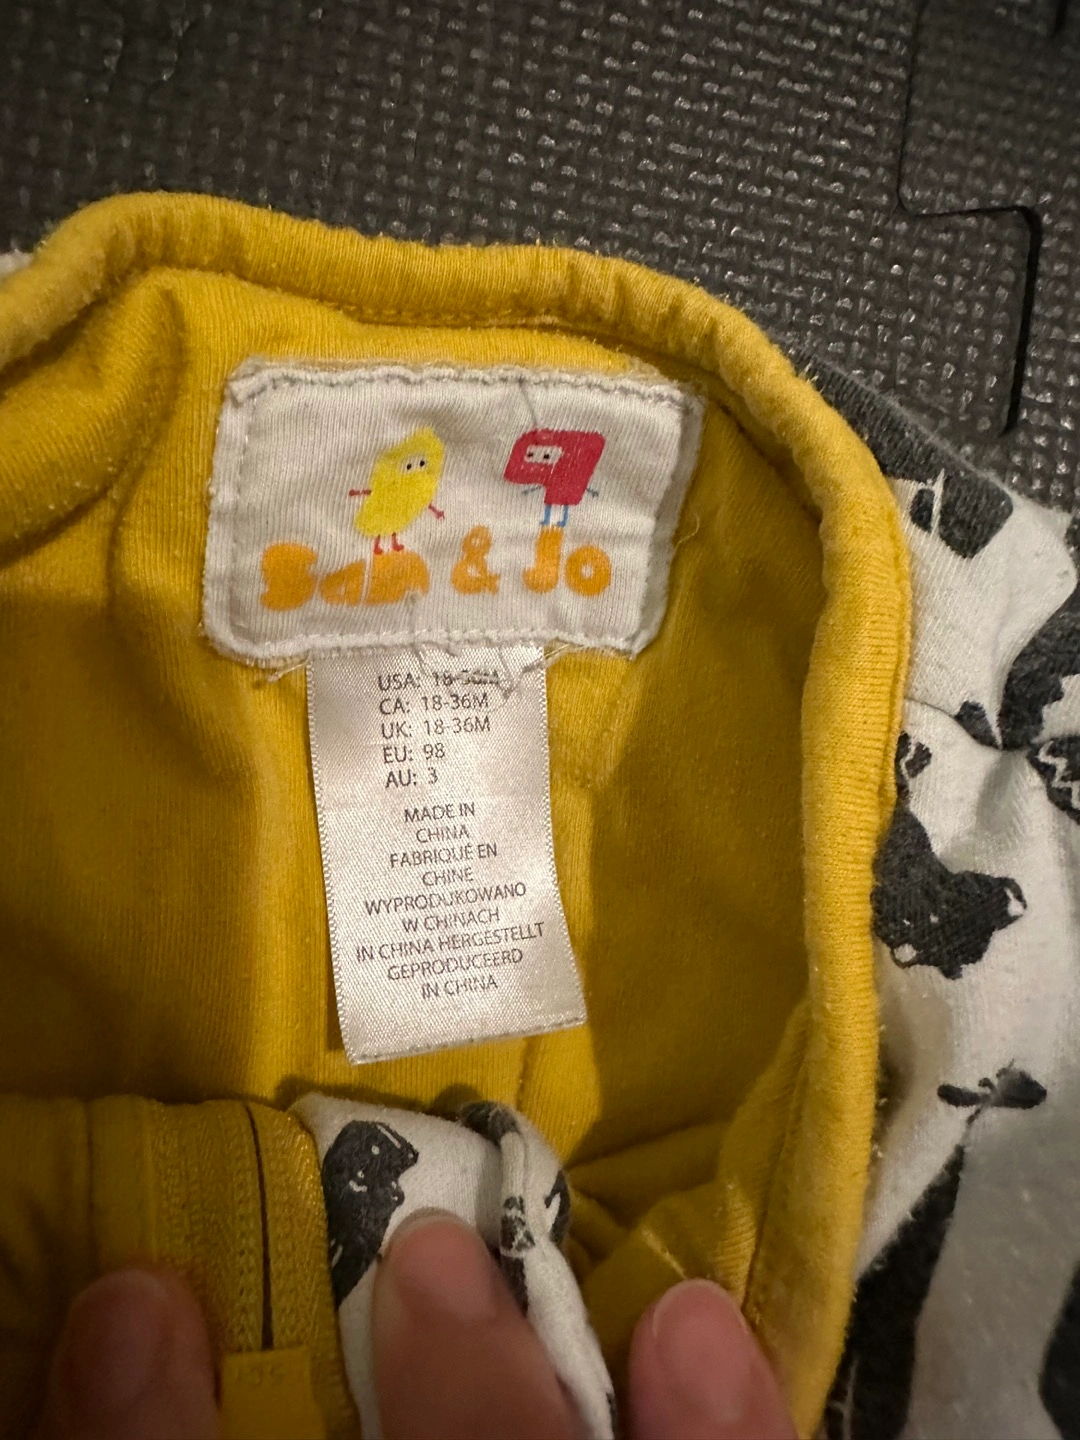 Sam & Jo
USA: 18-36M
CA: 18-36M
UK: 18-36M
EU: 98
AU: 3
MADE IN
CHINA
FABRIQUÉ EN
CHINE
WYPRODUKOWANO
W CHINACH
IN CHINA HERGESTELLT
GEPRODUCEERD
IN CHINA